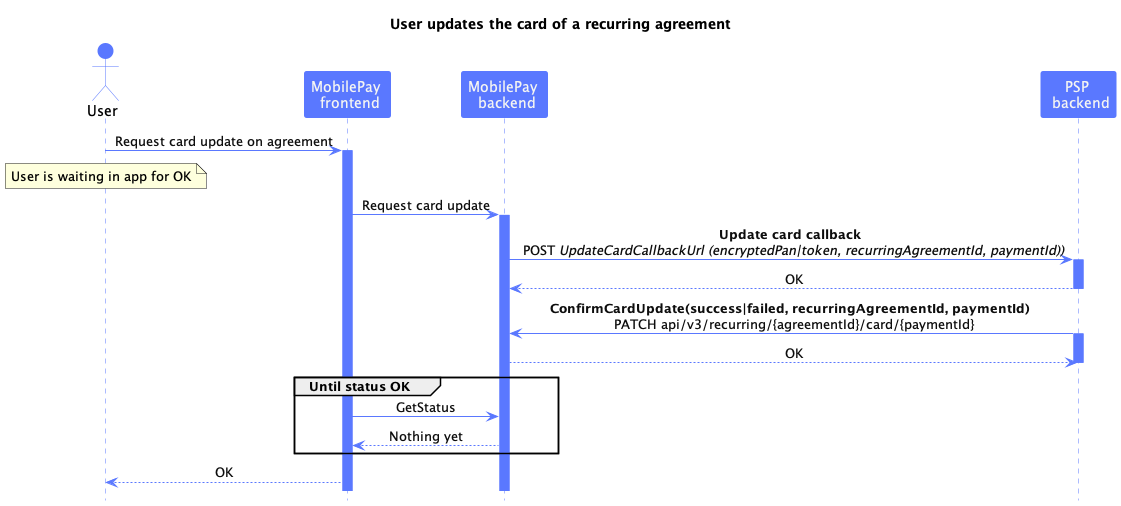 User updates the card of a recurring agreement
User
MobilePay
frontend
MobilePay
backend
PSP
backend
Request card update on agreement
User is waiting in app for OK
Request card update
Update card callback
POST UpdateCardCallbackUrl (encryptedPan|token, recurringAgreementId, paymentId))
OK
ConfirmCardUpdate(success|failed, recurringAgreementId, paymentId)
PATCH api/v3/recurring/{agreementId}/card/{paymentId}
OK
Until status OK
GetStatus
Nothing yet
OK